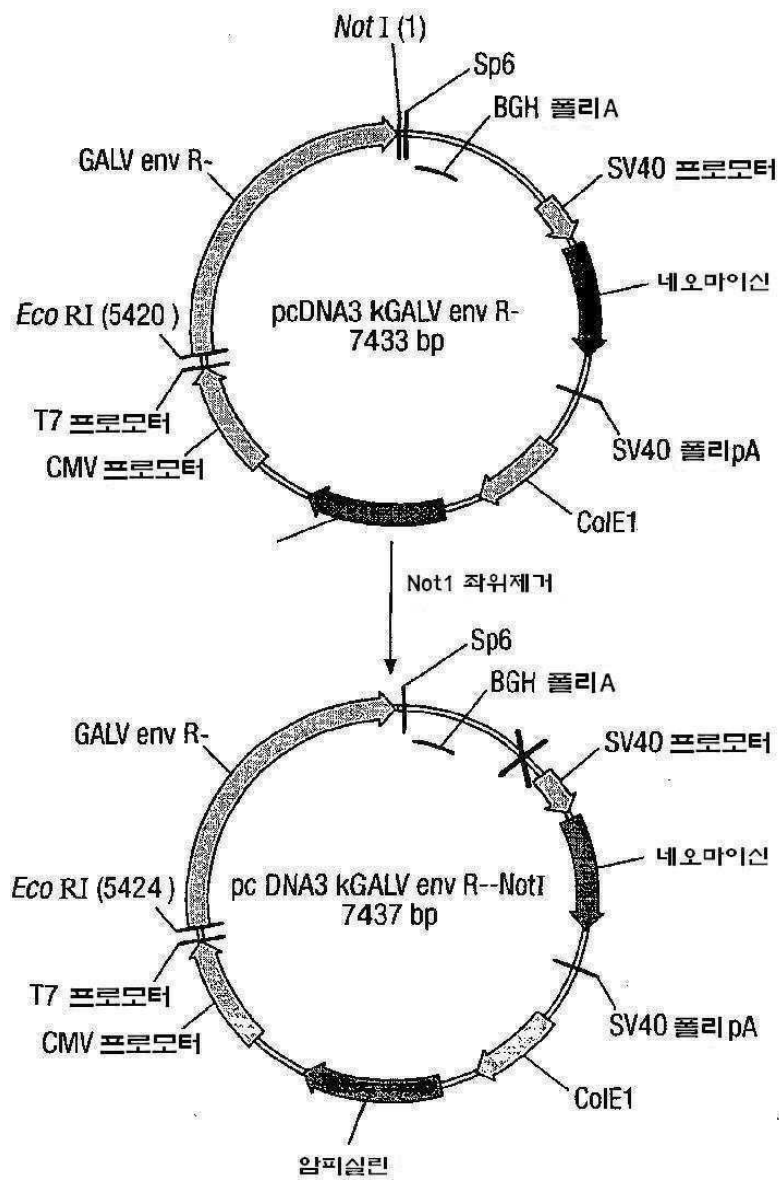 Not I (1)
Sp6
BGH 폴리A
GALV env R-
SV40 프로모터
네오마이신
Eco RI (5420)
pcDNA3 kGALV env R-
7433 bp
T7 프로모터
CMV 프로모터
SV40 폴리pA
ColE1
Not1 좌위제거
Sp6
BGH 폴리A
GALV env R-
SV40 프로모터
네오마이신
Eco RI (5424)
pc DNA3 kGALV env R--NotI
7437 bp
T7 프로모터
CMV 프로모터
SV40 폴리pA
ColE1
암피실린